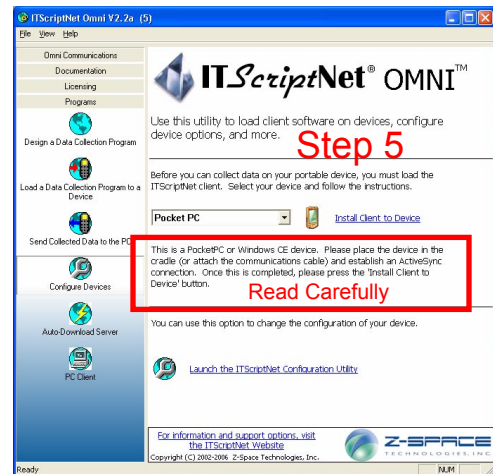 ITScriptNet Omni V2.2a (5)
File View Help
Omni Communications
Documentation
Licensing
Programs
Design a Data Collection Program
Load a Data Collection Program to a
Device
Send Collected Data to the PC
Configure Devices
Auto-Download Server
PC Client
ITScriptNet® OMNI™
Use this utility to load client software on devices, configure
device options, and more.
Step 5
Before you can collect data on your portable device, you must load the
ITScriptNet client. Select your device and follow the instructions.
Pocket PC
Install Client to Device
This is a PocketPC or Windows CE device. Please place the device in the
cradle (or attach the communications cable) and establish an ActiveSync
connection. Once this is completed, please press the 'Install Client to
Device' button.
Read Carefully
You can use this option to change the configuration of your device.
Launch the ITScriptNet Configuration Utility
For information and support options, visit
the ITScriptNet Website
Copyright (C) 2002-2006 Z-Space Technologies, Inc.
Z-SPACE
TECHNOLOGIES, INC.
Ready
NUM